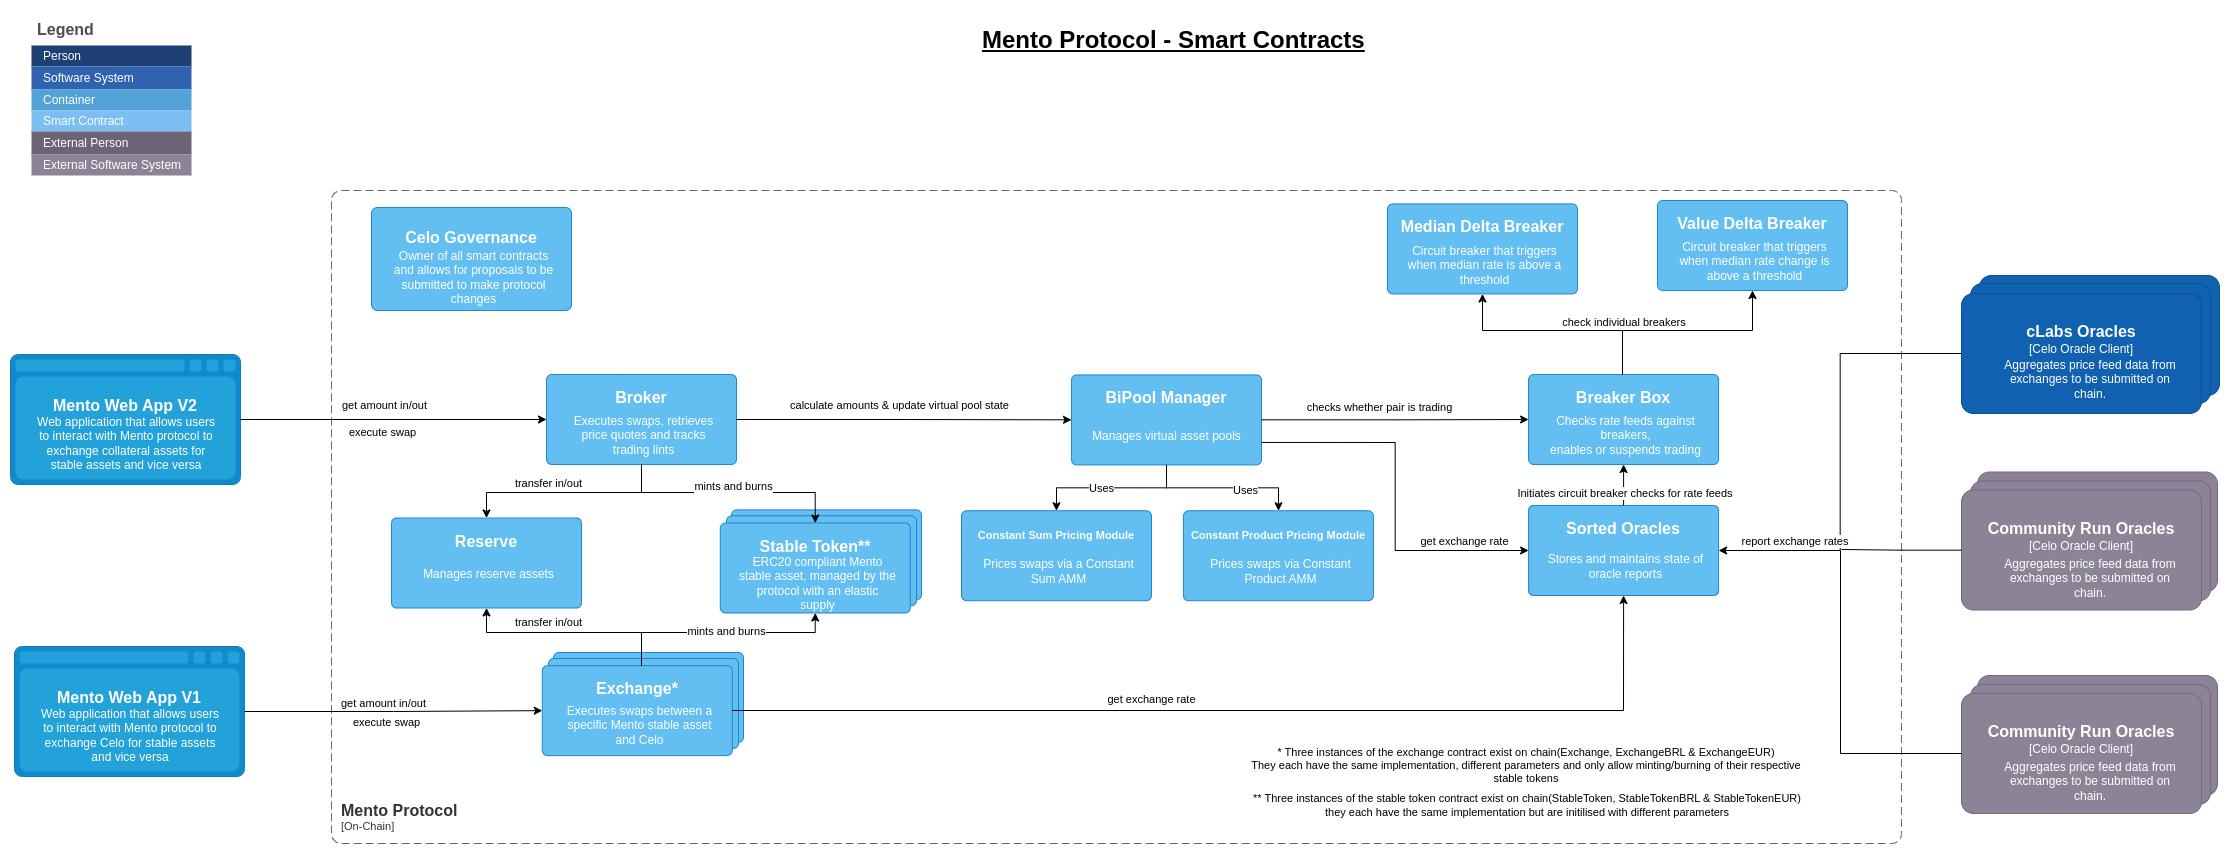 Legend
Person
Software System
Container
Smart Contract
External Person
External Software System
Mento Protocol - Smart Contracts
Celo Governance
Owner of all smart contracts
and allows for proposals to be
submitted to make protocol
changes
Median Delta Breaker
Circuit breaker that triggers
when median rate is above a
threshold
Value Delta Breaker
Circuit breaker that triggers
when median rate change is
above a threshold
check individual breakers
Mento Web App V2
Web application that allows users
to interact with Mento protocol to
exchange collateral assets for
stable assets and vice versa
get amount in/out
execute swap
Broker
Executes swaps, retrieves
price quotes and tracks
trading lints
calculate amounts & update virtual pool state
BiPool Manager
Manages virtual asset pools
checks whether pair is trading
Breaker Box
Checks rate feeds against
breakers,
enables or suspends trading
cLabs Oracles
[Celo Oracle Client]
Aggregates price feed data from
exchanges to be submitted on
chain.
transfer in/out
mints and burns
Uses
Uses
Initiates circuit breaker checks for rate feeds
Reserve
Manages reserve assets
Stable Token**
ERC20 compliant Mento
stable asset, managed by the
protocol with an elastic
supply
Constant Sum Pricing Module
Prices swaps via a Constant
Sum AMM
Constant Product Pricing Module
Prices swaps via Constant
Product AMM
get exchange rate
Sorted Oracles
Stores and maintains state of
oracle reports
report exchange rates
Community Run Oracles
[Celo Oracle Client]
Aggregates price feed data from
exchanges to be submitted on
chain.
transfer in/out
mints and burns
Mento Web App V1
Web application that allows users
to interact with Mento protocol to
exchange Celo for stable assets
and vice versa
get amount in/out
execute swap
Exchange*
Executes swaps between a
specific Mento stable asset
and Celo
get exchange rate
Community Run Oracles
[Celo Oracle Client]
Aggregates price feed data from
exchanges to be submitted on
chain.
* Three instances of the exchange contract exist on chain(Exchange, ExchangeBRL & ExchangeEUR)
They each have the same implementation, different parameters and only allow minting/burning of their respective
stable tokens
** Three instances of the stable token contract exist on chain(StableToken, StableTokenBRL & StableTokenEUR)
they each have the same implementation but are initilised with different parameters
Mento Protocol
[On-Chain]